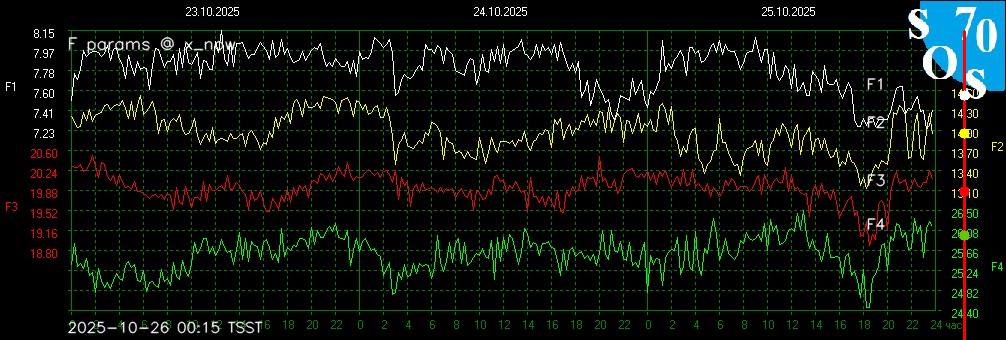 23.10.2025 24.10.2025 25.10.2025
S 70
OS
F params @ x_now
8.15
7.97
7.78
F1 7.60
7.41
7.23
20.60
20.24
19.88
F3 19.52
19.16
18.80
F1
F2
F3
F4
14.30
13.70
F2
13.40
26.50
25.66
F4
25.24
24.82
24.40
2025-10-26 00:15 TSST
16 18 20 22 0 2 4 6 8 10 12 14 16 18 20 22 0 2 4 6 8 10 12 14 16 18 20 22 24 час